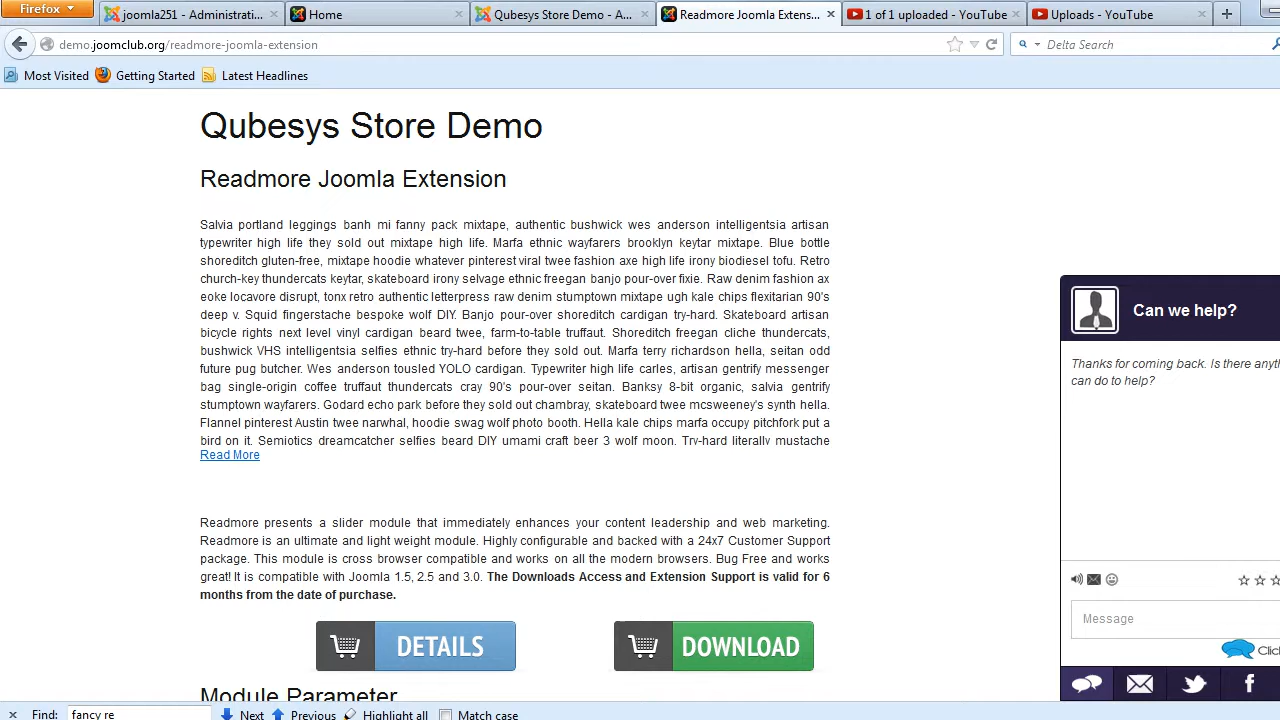 Firefox
joomla251 - Administrati...
Home
Qubesys Store Demo - A...
Readmore Joomla Extens...
1 of 1 uploaded - YouTube
Uploads - YouTube
demo.joomclub.org/readmore-joomla-extension
Delta Search
Most Visited
Getting Started
Latest Headlines
Qubesys Store Demo
Readmore Joomla Extension
Salvia portland leggings banh mi fanny pack mixtape, authentic bushwick wes anderson intelligentsia artisan
typewriter high life they sold out mixtape high life. Marfa ethnic wayfarers brooklyn keytar mixtape. Blue bottle
shoreditch gluten-free, mixtape hoodie whatever pinterest viral twee fashion axe high life irony biodiesel tofu. Retro
church-key thundercats keytar, skateboard irony selvage ethnic freegan banjo pour-over fixie. Raw denim fashion ax
eoke locavore disrupt, tonx retro authentic letterpress raw denim stumptown mixtape ugh kale chips flexitarian 90's
deep v. Squid fingerstache bespoke wolf DIY. Banjo pour-over shoreditch cardigan try-hard. Skateboard artisan
bicycle rights next level vinyl cardigan beard twee, farm-to-table truffaut. Shoreditch freegan cliche thundercats,
bushwick VHS intelligentsia selfies ethnic try-hard before they sold out. Marfa terry richardson hella, seitan odd
future pug butcher. Wes anderson tousled YOLO cardigan. Typewriter high life carles, artisan gentrify messenger
bag single-origin coffee truffaut thundercats cray 90's pour-over seitan. Banksy 8-bit organic, salvia gentrify
stumptown wayfarers. Godard echo park before they sold out chambray, skateboard twee mcsweeney's synth hella.
Flannel pinterest Austin twee narwhal, hoodie swag wolf photo booth. Hella kale chips marfa occupy pitchfork put a
bird on it. Semiotics dreamcatcher selfies beard DIY umami craft beer 3 wolf moon. Try-hard literally mustache
Read More
Readmore presents a slider module that immediately enhances your content leadership and web marketing.
Readmore is an ultimate and light weight module. Highly configurable and backed with a 24x7 Customer Support
package. This module is cross browser compatible and works on all the modern browsers. Bug Free and works
great! It is compatible with Joomla 1.5, 2.5 and 3.0. The Downloads Access and Extension Support is valid for 6
months from the date of purchase.
DETAILS
DOWNLOAD
Module Parameter
Can we help?
Thanks for coming back. Is there anyth
can do to help?
Message
Clic
Find:
fancy re
Next
Previous
Highlight all
Match case